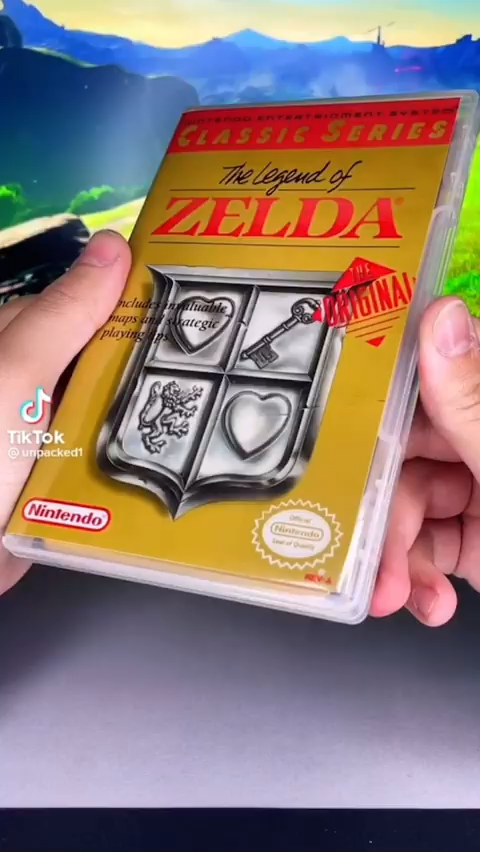 NINTENDO ENTERTAINMENT SYSTEM
CLASSIC SERIES
The Legend of
ZELDA®
THE
ORIGINAL
Includes invaluable
maps and strategic
playing tips
TikTok
@unpacked1
Nintendo
Official
Nintendo
Seal of Quality
REV-A